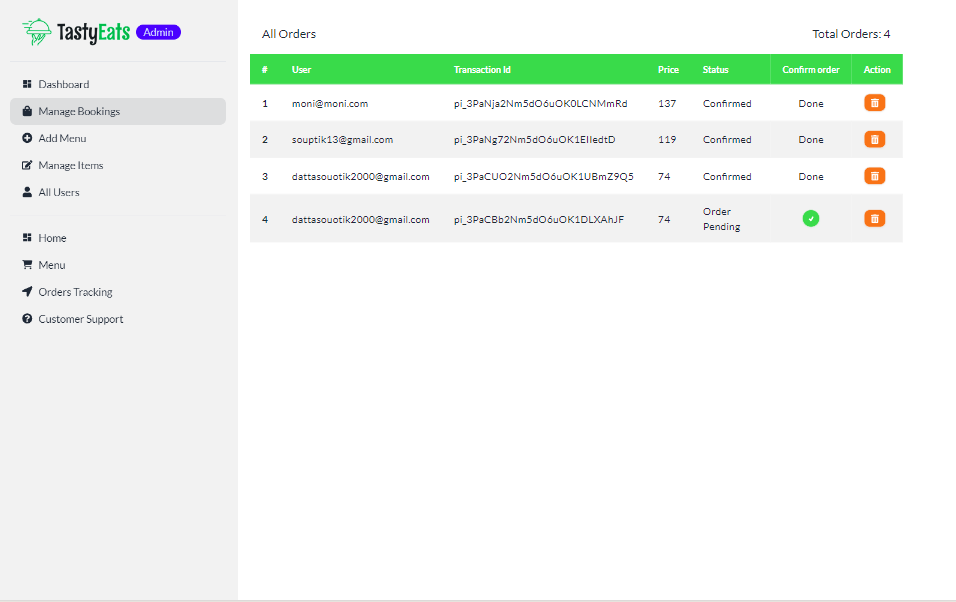 TastyEats Admin
Dashboard
Manage Bookings
Add Menu
Manage Items
All Users
Home
Menu
Orders Tracking
Customer Support
All Orders Total Orders: 4
# User Transaction Id Price Status Confirm order Action
1 moni@moni.com pi_3PaNja2Nm5dO6uOK0LCNMmRd 137 Confirmed Done
2 souptik13@gmail.com pi_3PaNg72Nm5dO6uOK1EIIedtD 119 Confirmed Done
3 dattasouotik2000@gmail.com pi_3PaCUO2Nm5dO6uOK1UBmZ9Q5 74 Confirmed Done
4 dattasouotik2000@gmail.com pi_3PaCBb2Nm5dO6uOK1DLXAhJF 74 Order
Pending